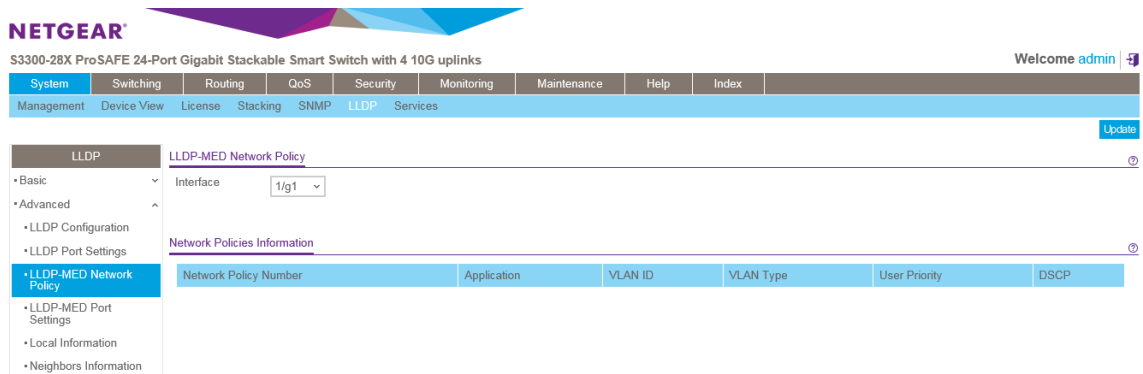 NETGEAR®
S3300-28X ProSAFE 24-Port Gigabit Stackable Smart Switch with 4 10G uplinks
Welcome admin
System Switching Routing QoS Security Monitoring Maintenance Help Index
Management Device View License Stacking SNMP LLDP Services
Update
LLDP
Basic
Advanced
LLDP Configuration
LLDP Port Settings
LLDP-MED Network
Policy
LLDP-MED Port
Settings
Local Information
Neighbors Information
LLDP-MED Network Policy
Interface 1/g1
Network Policies Information
Network Policy Number Application VLAN ID VLAN Type User Priority DSCP